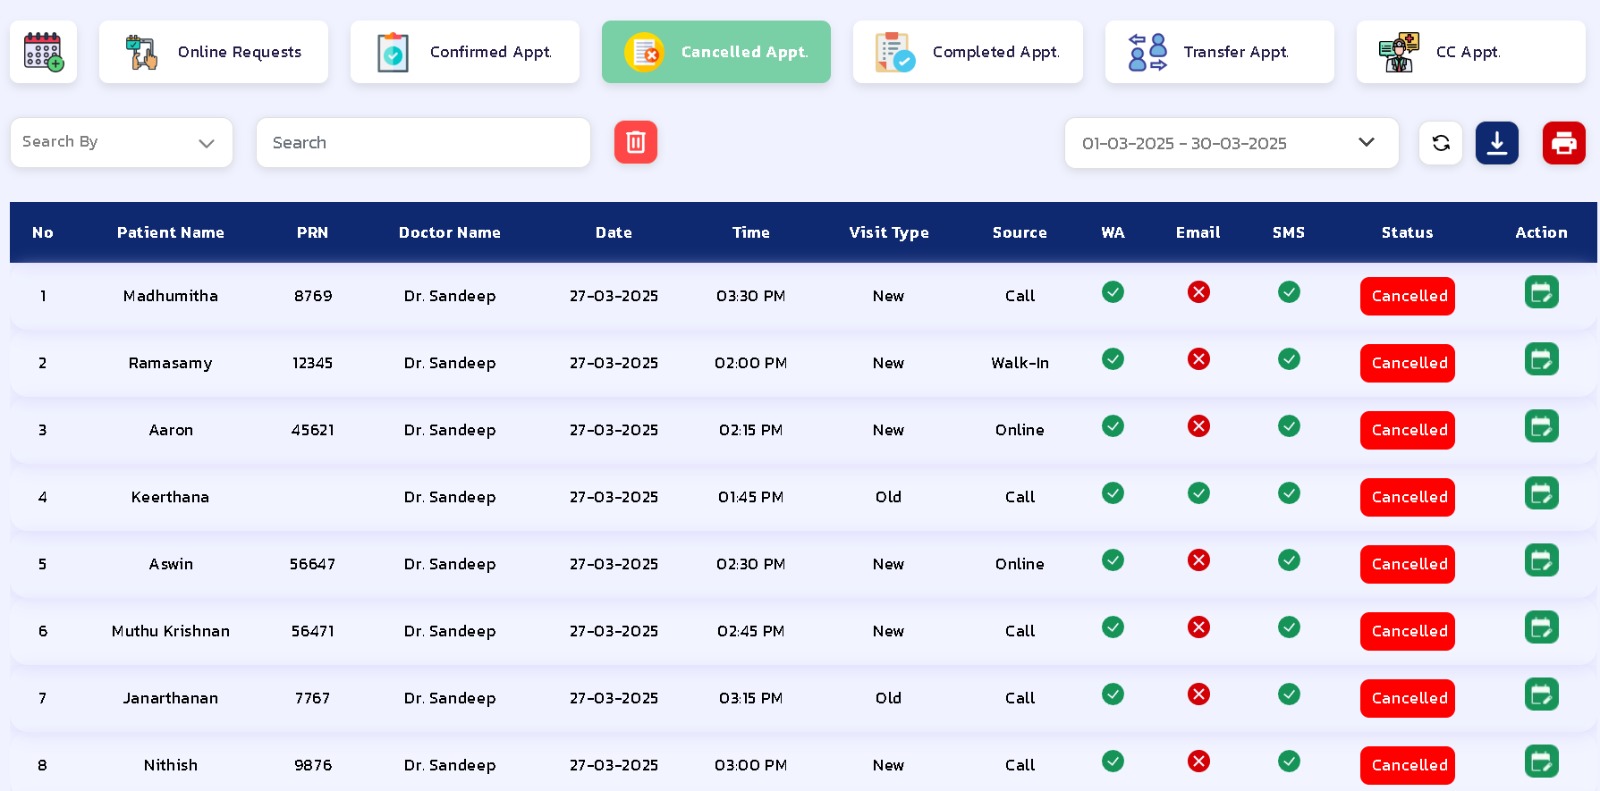 Online Requests Confirmed Appt. Cancelled Appt. Completed Appt. Transfer Appt. CC Appt.
Search By Search 01-03-2025 - 30-03-2025
No Patient Name PRN Doctor Name Date Time Visit Type Source WA Email SMS Status Action
1 Madhumitha 8769 Dr. Sandeep 27-03-2025 03:30 PM New Call Cancelled
2 Ramasamy 12345 Dr. Sandeep 27-03-2025 02:00 PM New Walk-In Cancelled
3 Aaron 45621 Dr. Sandeep 27-03-2025 02:15 PM New Online Cancelled
4 Keerthana Dr. Sandeep 27-03-2025 01:45 PM Old Call Cancelled
5 Aswin 56647 Dr. Sandeep 27-03-2025 02:30 PM New Online Cancelled
6 Muthu Krishnan 56471 Dr. Sandeep 27-03-2025 02:45 PM New Call Cancelled
7 Janarthanan 7767 Dr. Sandeep 27-03-2025 03:15 PM Old Call Cancelled
8 Nithish 9876 Dr. Sandeep 27-03-2025 03:00 PM New Call Cancelled